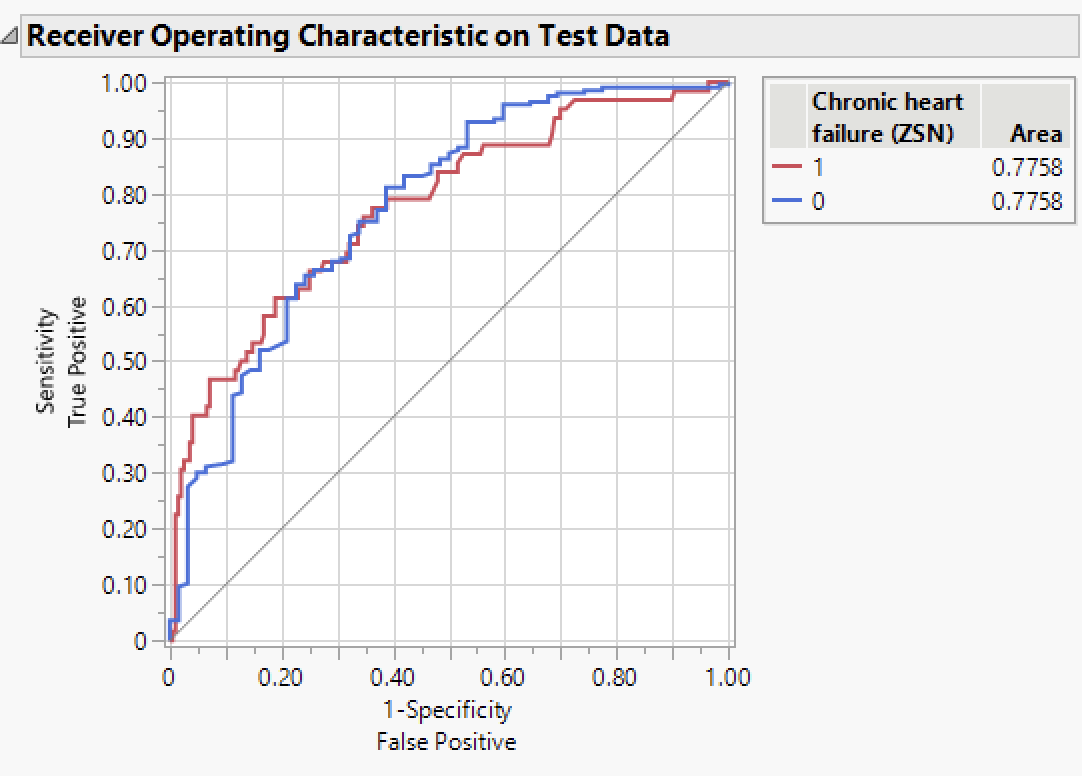 Receiver Operating Characteristic on Test Data
1.00
0.90
0.80
0.70
0.60
0.50
0.40
0.30
0.20
0.10
0
Sensitivity
True Positive
0 0.20 0.40 0.60 0.80 1.00
1-Specificity
False Positive
Chronic heart
failure (ZSN) Area
1 0.7758
0 0.7758